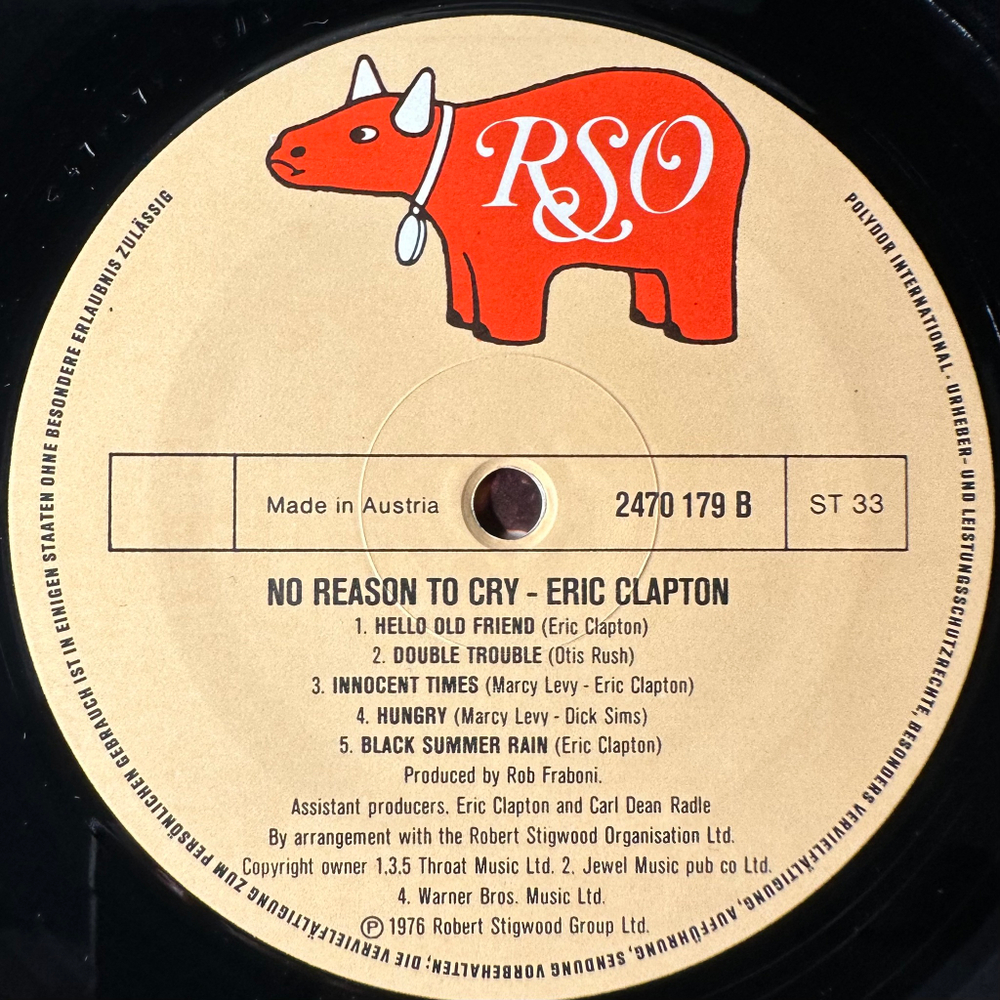 RSO
Made in Austria
2470 179 B
ST 33
NO REASON TO CRY - ERIC CLAPTON
1. HELLO OLD FRIEND (Eric Clapton)
2. DOUBLE TROUBLE (Otis Rush)
3. INNOCENT TIMES (Marcy Levy - Eric Clapton)
4. HUNGRY (Marcy Levy - Dick Sims)
5. BLACK SUMMER RAIN (Eric Clapton)
Produced by Rob Fraboni.
Assistant producers. Eric Clapton and Carl Dean Radle
By arrangement with the Robert Stigwood Organisation Ltd.
Copyright owner 1.3.5 Throat Music Ltd. 2. Jewel Music pub co Ltd.
4. Warner Bros. Music Ltd.
℗ 1976 Robert Stigwood Group Ltd.
POLYDOR INTERNATIONAL · URHEBER- UND LEISTUNGSSCHUTZRECHTE, BESONDERS VERVIELFÄLTIGUNG, AUFFÜHRUNG, SENDUNG VORBEHALTEN; DIE VERVIELFÄLTIGUNG ZUM PERSÖNLICHEN GEBRAUCH IST IN EINIGEN STAATEN OHNE BESONDERE ERLAUBNIS ZULÄSSIG